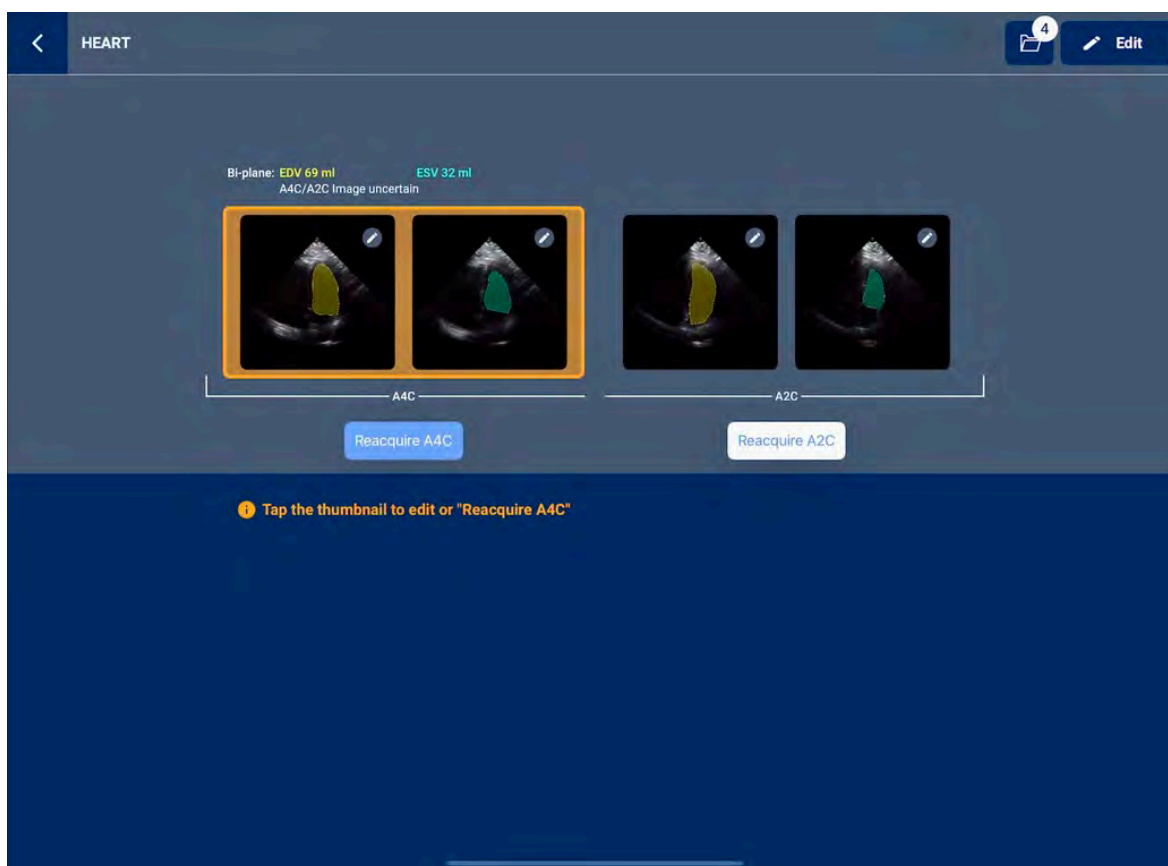 HEART
4
Edit
Bi-plane: EDV 69 ml ESV 32 ml
A4C/A2C Image uncertain
A4C
A2C
Reacquire A4C
Reacquire A2C
Tap the thumbnail to edit or "Reacquire A4C"